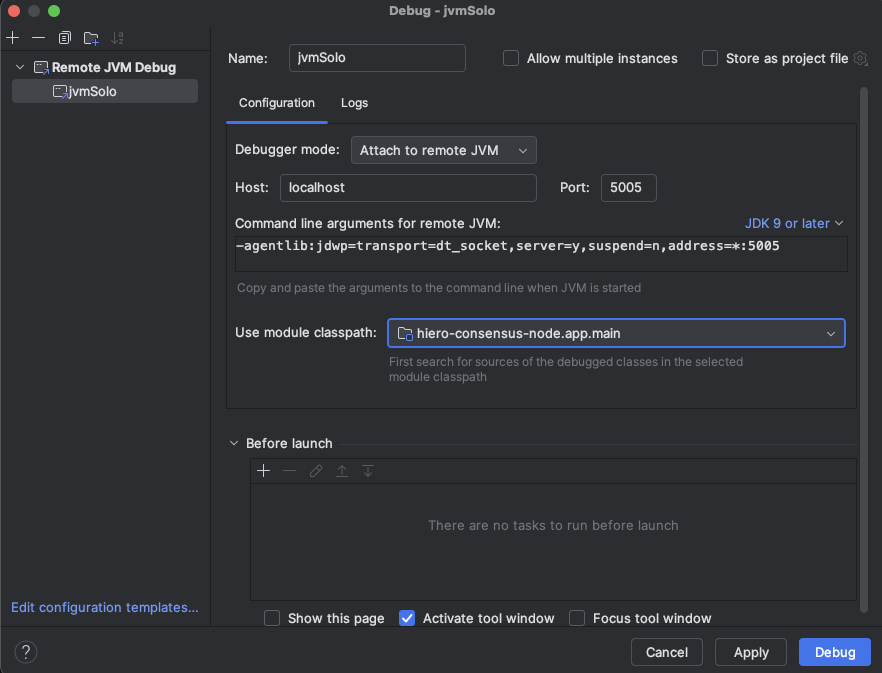 Debug - jvmSolo
Remote JVM Debug
jvmSolo
Name: jvmSolo Allow multiple instances Store as project file
Configuration Logs
Debugger mode: Attach to remote JVM
Host: localhost Port: 5005
Command line arguments for remote JVM: JDK 9 or later
-agentlib:jdwp=transport=dt_socket,server=y,suspend=n,address=*:5005
Copy and paste the arguments to the command line when JVM is started
Use module classpath: hiero-consensus-node.app.main
First search for sources of the debugged classes in the selected
module classpath
Before launch
There are no tasks to run before launch
Edit configuration templates...
Show this page Activate tool window Focus tool window
? Cancel Apply Debug